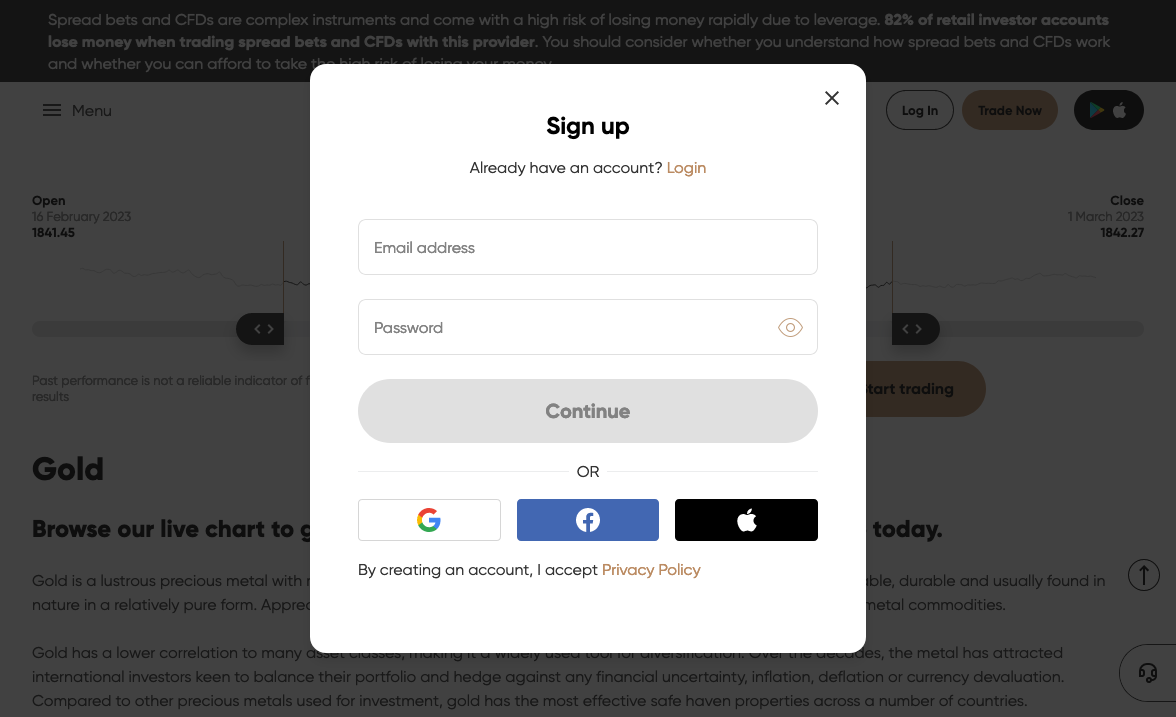 Spread bets and CFDs are complex instruments and come with a high risk of losing money rapidly due to leverage. 82% of retail investor accounts
lose money when trading spread bets and CFDs with this provider. You should consider whether you understand how spread bets and CFDs work
and whether you can afford to take the high risk of losing your money.
Menu
Log In
Trade Now
Sign up
Already have an account? Login
Open
16 February 2023
1841.45
Close
1 March 2023
1842.27
Email address
Password
Past performance is not a reliable indicator of
results
tart trading
Continue
OR
Gold
Browse our live chart to
today.
By creating an account, I accept Privacy Policy
Gold is a lustrous precious metal with
durable and usually found in
nature in a relatively pure form.
metal commodities.
Gold has a lower correlation to many asset classes, making it a widely used tool for diversification. Over the decades, the metal has attracted
international investors keen to balance their portfolio and hedge against any financial uncertainty, inflation, deflation or currency devaluation.
Compared to other precious metals used for investment, gold has the most effective safe haven properties across a number of countries.